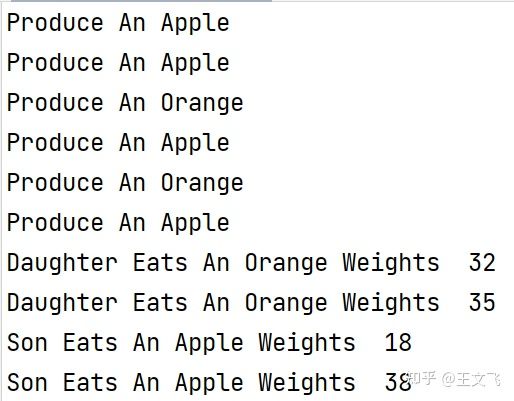 Produce An Apple
Produce An Apple
Produce An Orange
Produce An Apple
Produce An Orange
Produce An Apple
Daughter Eats An Orange Weights  32
Daughter Eats An Orange Weights  35
Son Eats An Apple Weights  18
Son Eats An Apple Weights  38
知乎 @王文飞